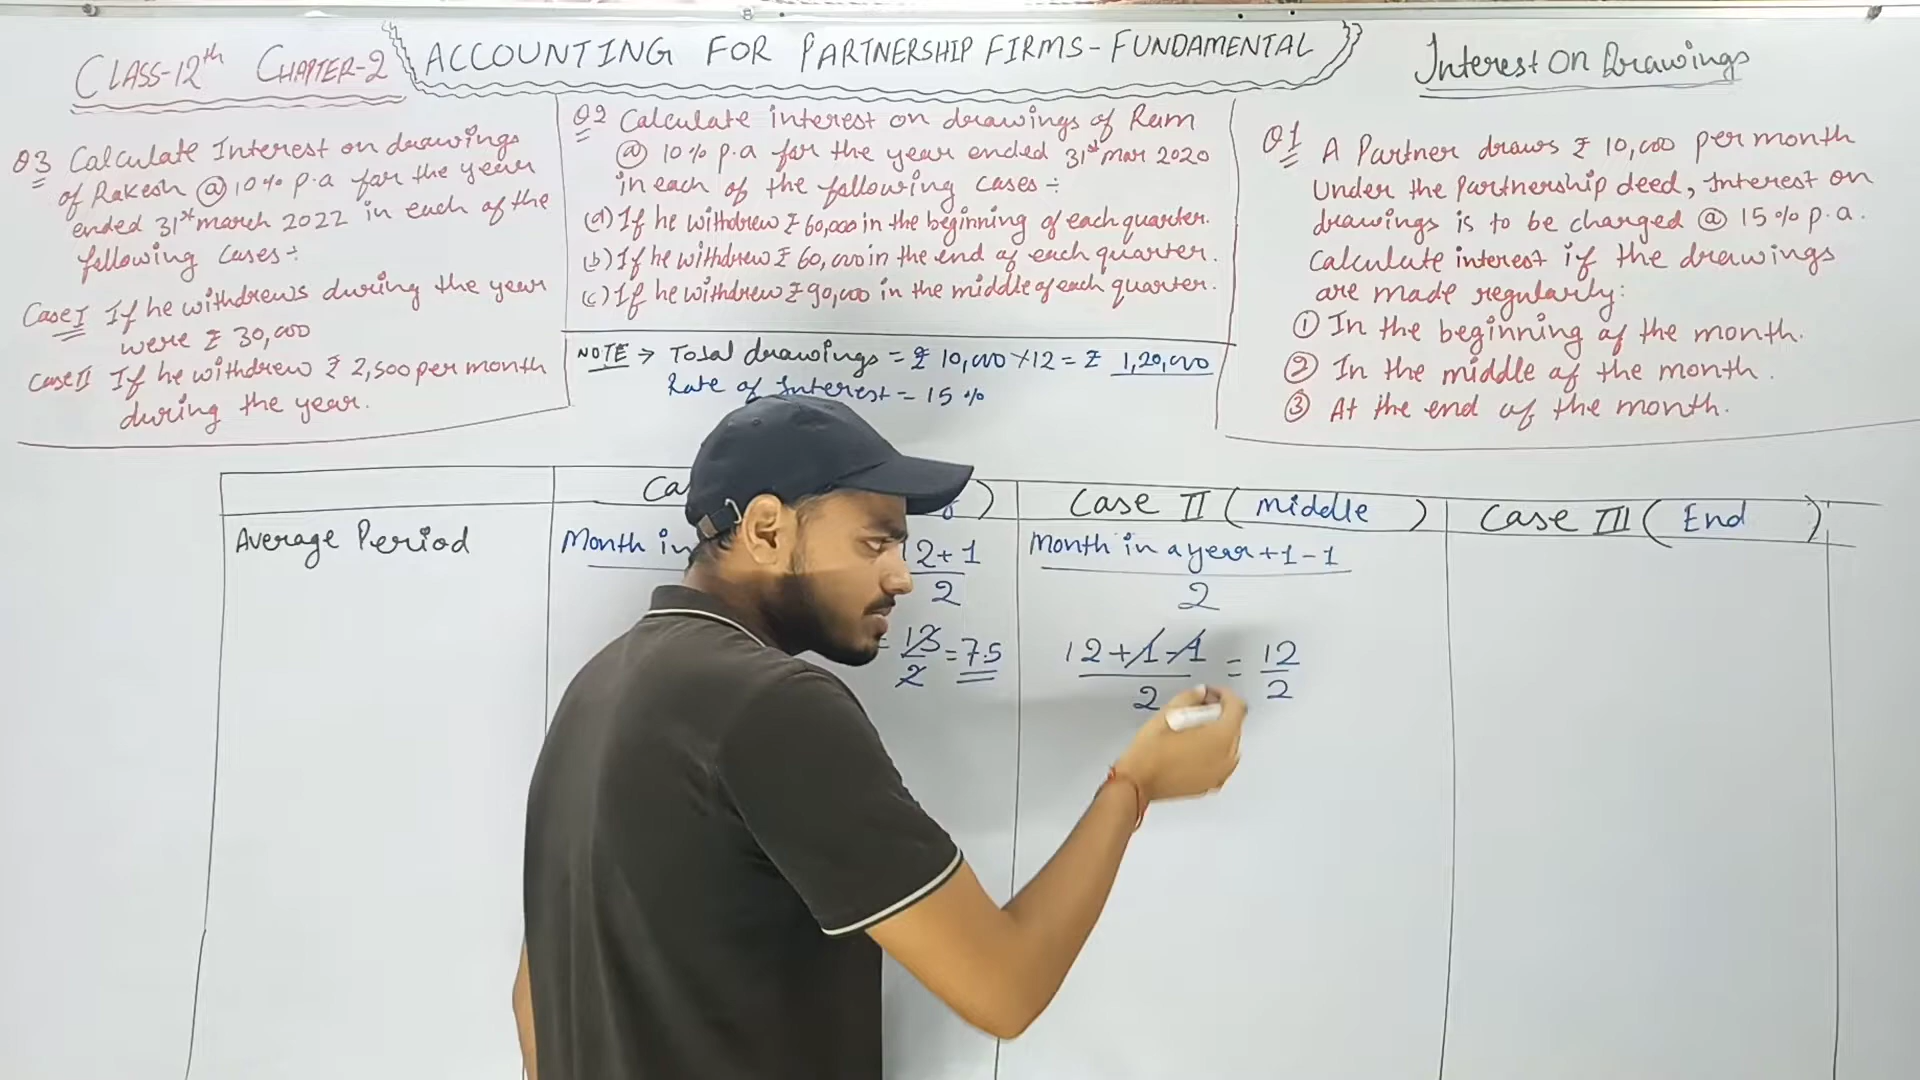 CLASS-12th CHAPTER-2
ACCOUNTING FOR PARTNERSHIP FIRMS - FUNDAMENTAL
Interest On Drawings
Q3 Calculate Interest on drawings
of Rakesh @ 10% p.a for the year
ended 31st march 2022 in each of the
following Cases :-
Case I If he withdrews during the year
were ₹ 30,000
Case II If he withdrew ₹ 2,500 per month
during the year.
Q2 Calculate interest on drawings of Ram
@ 10% p.a for the year ended 31st mar 2020
in each of the following cases :-
(a) If he withdrew ₹ 60,000 in the beginning of each quarter.
(b) If he withdrew ₹ 60,000 in the end of each quarter.
(c) If he withdrew ₹ 90,000 in the middle of each quarter.
NOTE → Total drawings = ₹ 10,000 × 12 = ₹ 1,20,000
Rate of Interest = 15 %
Q1 A Partner draws ₹ 10,000 per month
Under the Partnership deed, Interest on
drawings is to be charged @ 15% p.a.
Calculate interest if the drawings
are made regularly:
① In the beginning of the month.
② In the middle of the month.
③ At the end of the month.
Ca )
Case II ( middle )
Case III ( End )
Average Period
Month in 12+1
2
= 13/2 = 7.5
Month in a year + 1 - 1
2
12+1-1 = 12
2 2